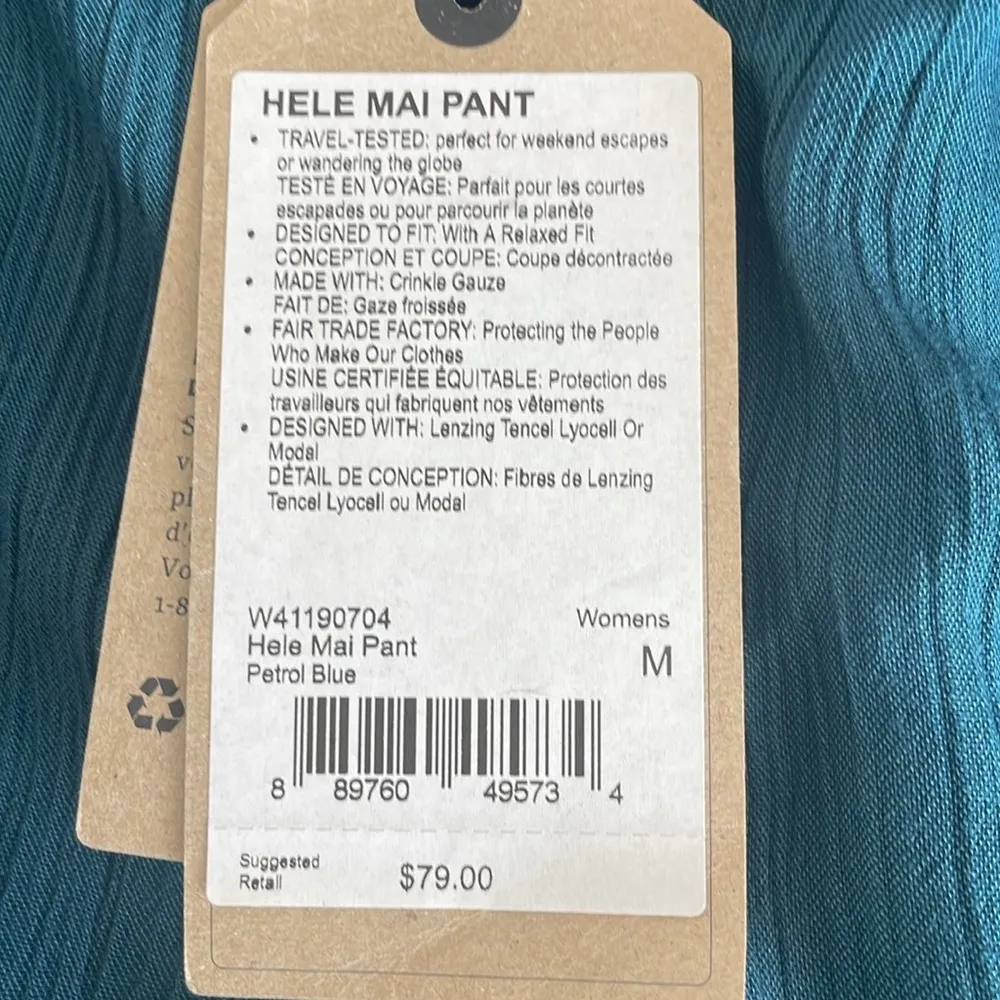 HELE MAI PANT
• TRAVEL-TESTED: perfect for weekend escapes
or wandering the globe
TESTÉ EN VOYAGE: Parfait pour les courtes
escapades ou pour parcourir la planète
• DESIGNED TO FIT: With A Relaxed Fit
CONCEPTION ET COUPE: Coupe décontractée
• MADE WITH: Crinkle Gauze
FAIT DE: Gaze froissée
• FAIR TRADE FACTORY: Protecting the People
Who Make Our Clothes
USINE CERTIFIÉE ÉQUITABLE: Protection des
travailleurs qui fabriquent nos vêtements
• DESIGNED WITH: Lenzing Tencel Lyocell Or
Modal
DÉTAIL DE CONCEPTION: Fibres de Lenzing
Tencel Lyocell ou Modal
W41190704
Womens
Hele Mai Pant
M
Petrol Blue
8 89760 49573 4
Suggested
Retail
$79.00
Vo
1-8